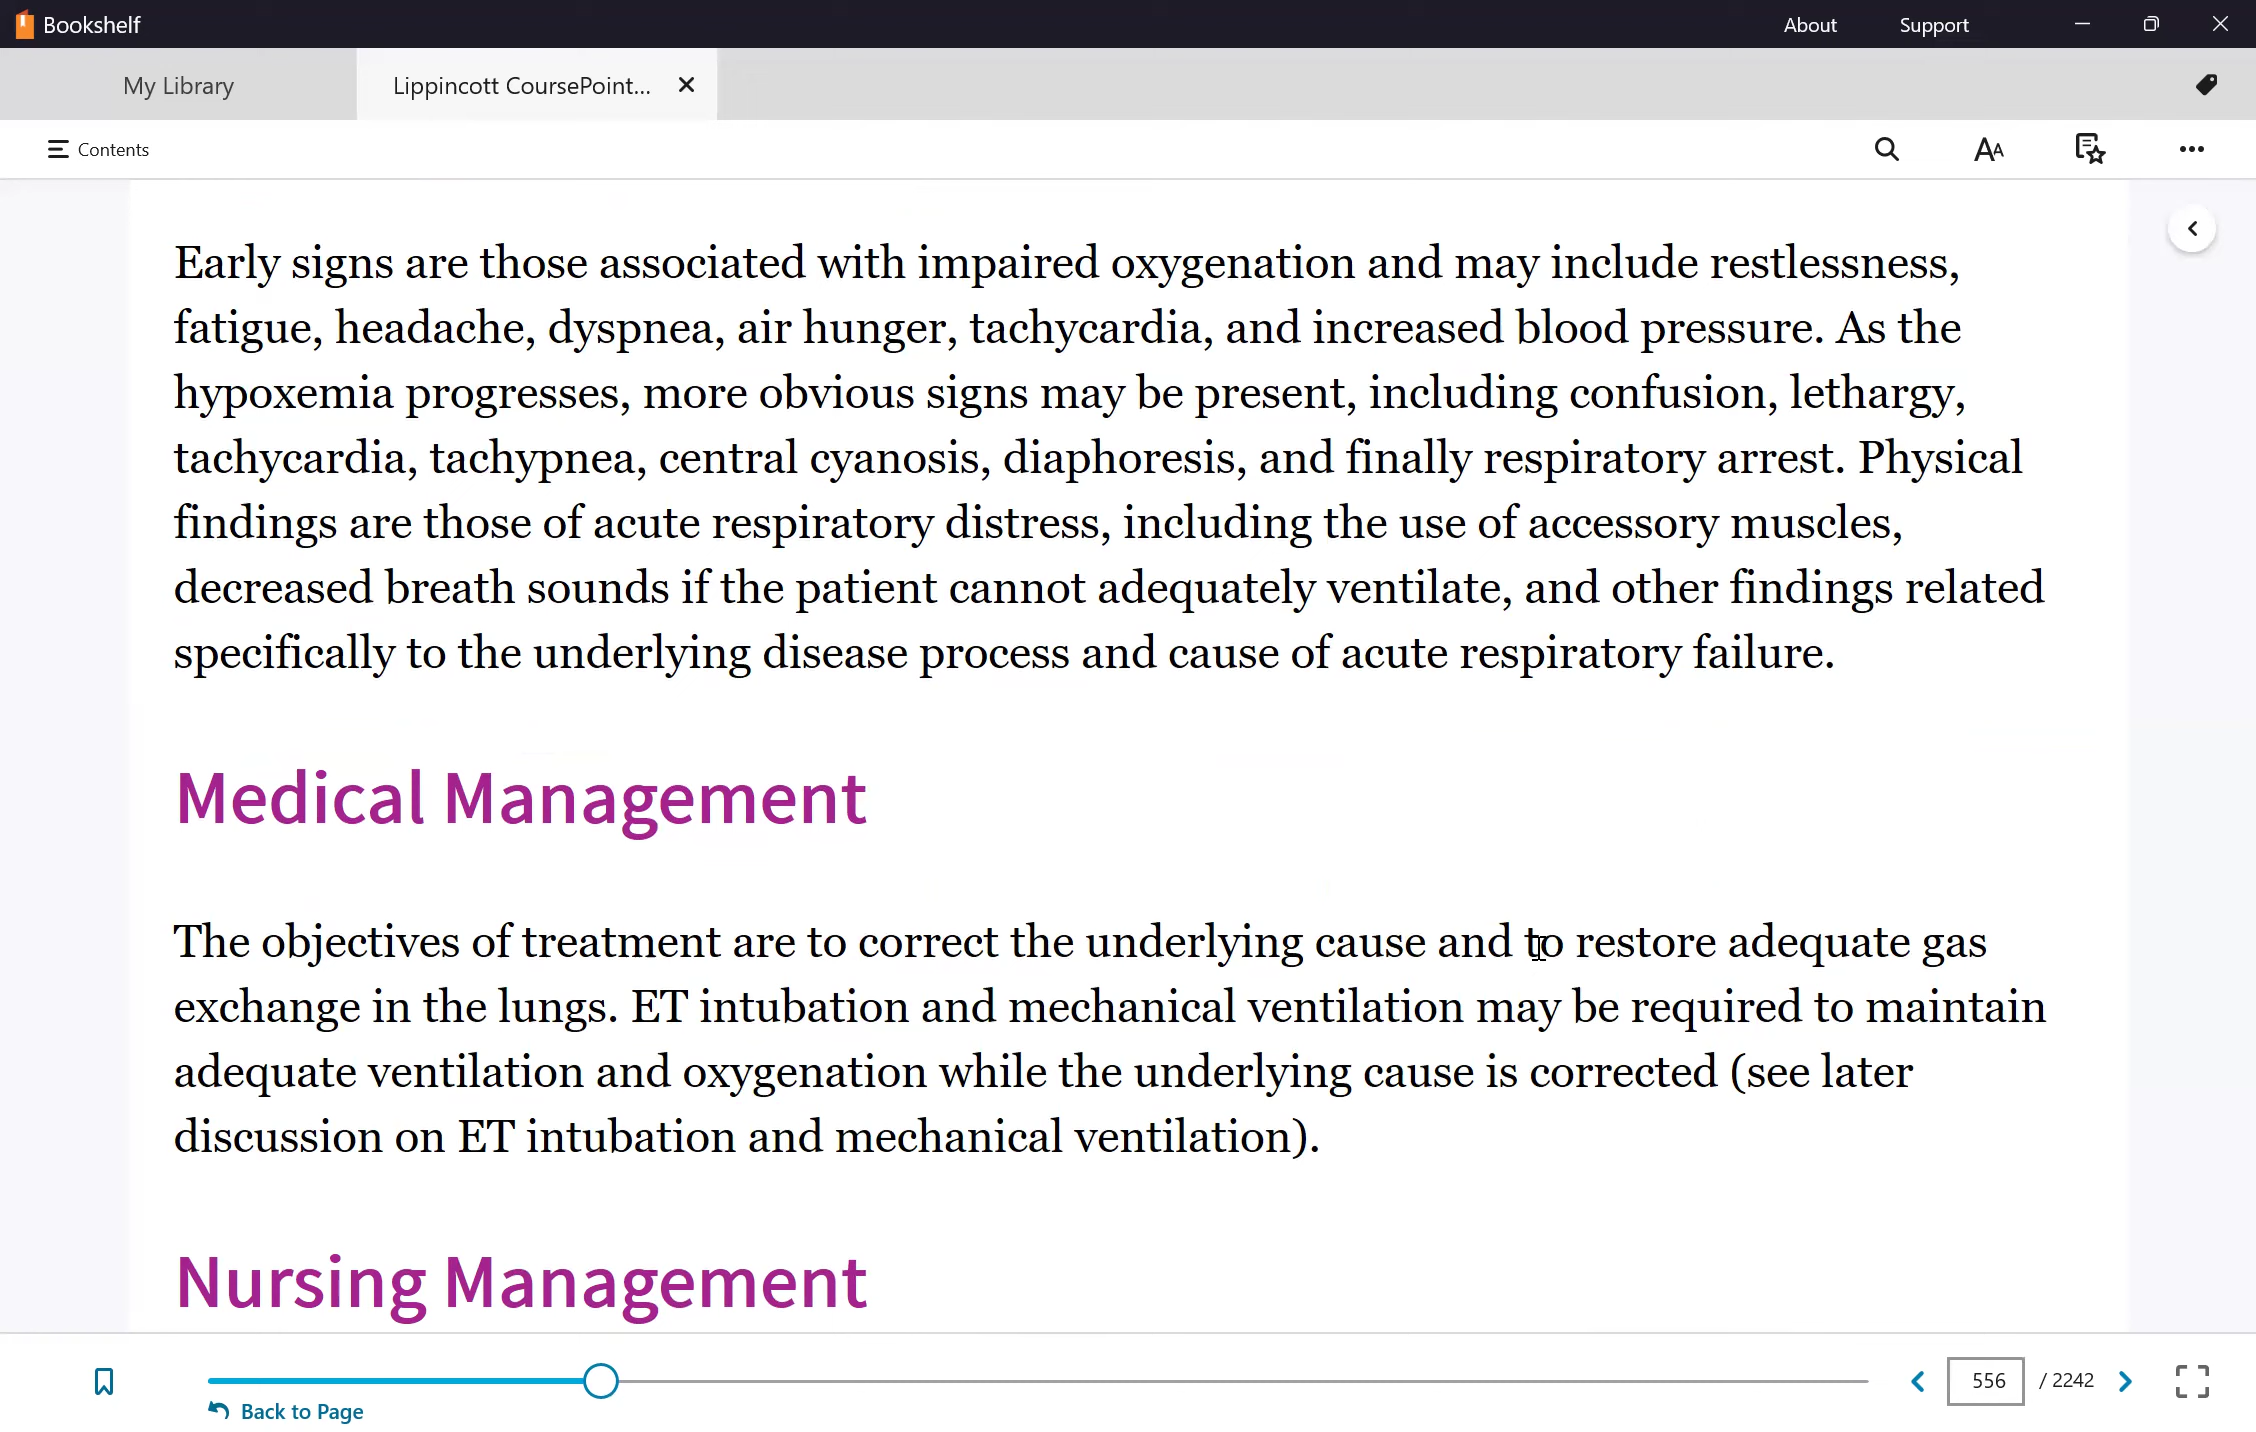 Bookshelf
About
Support
My Library
Lippincott CoursePoint...
Contents
Early signs are those associated with impaired oxygenation and may include restlessness,
fatigue, headache, dyspnea, air hunger, tachycardia, and increased blood pressure. As the
hypoxemia progresses, more obvious signs may be present, including confusion, lethargy,
tachycardia, tachypnea, central cyanosis, diaphoresis, and finally respiratory arrest. Physical
findings are those of acute respiratory distress, including the use of accessory muscles,
decreased breath sounds if the patient cannot adequately ventilate, and other findings related
specifically to the underlying disease process and cause of acute respiratory failure.
Medical Management
The objectives of treatment are to correct the underlying cause and to restore adequate gas
exchange in the lungs. ET intubation and mechanical ventilation may be required to maintain
adequate ventilation and oxygenation while the underlying cause is corrected (see later
discussion on ET intubation and mechanical ventilation).
Nursing Management
556 / 2242
Back to Page